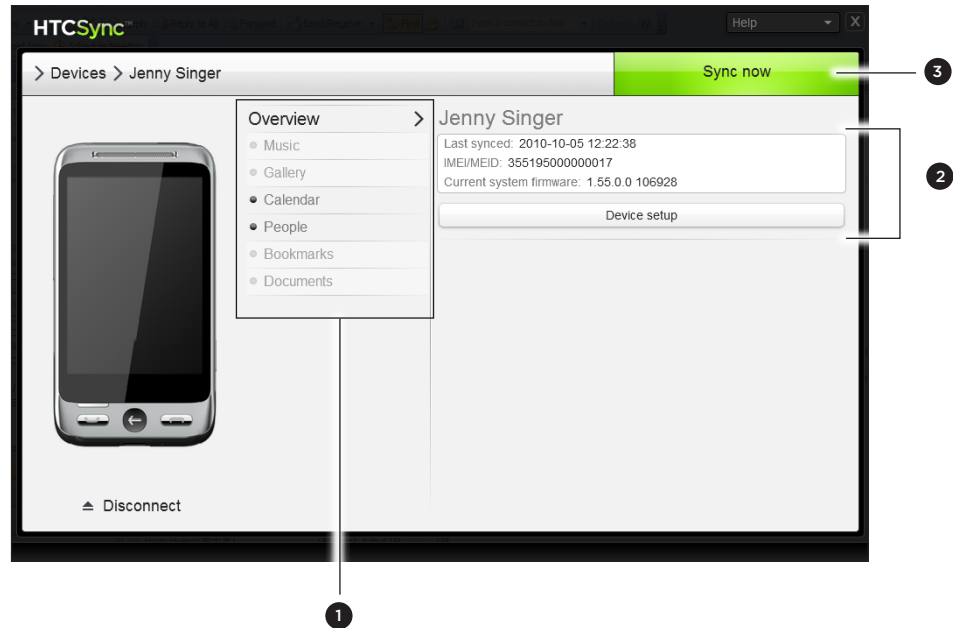 HTCSync™
Help
X
Devices > Jenny Singer
Sync now
3
Overview
Music
Gallery
Calendar
People
Bookmarks
Documents
Jenny Singer
Last synced: 2010-10-05 12:22:38
IMEI/MEID: 355195000000017
Current system firmware: 1.55.0.0 106928
Device setup
2
Disconnect
1